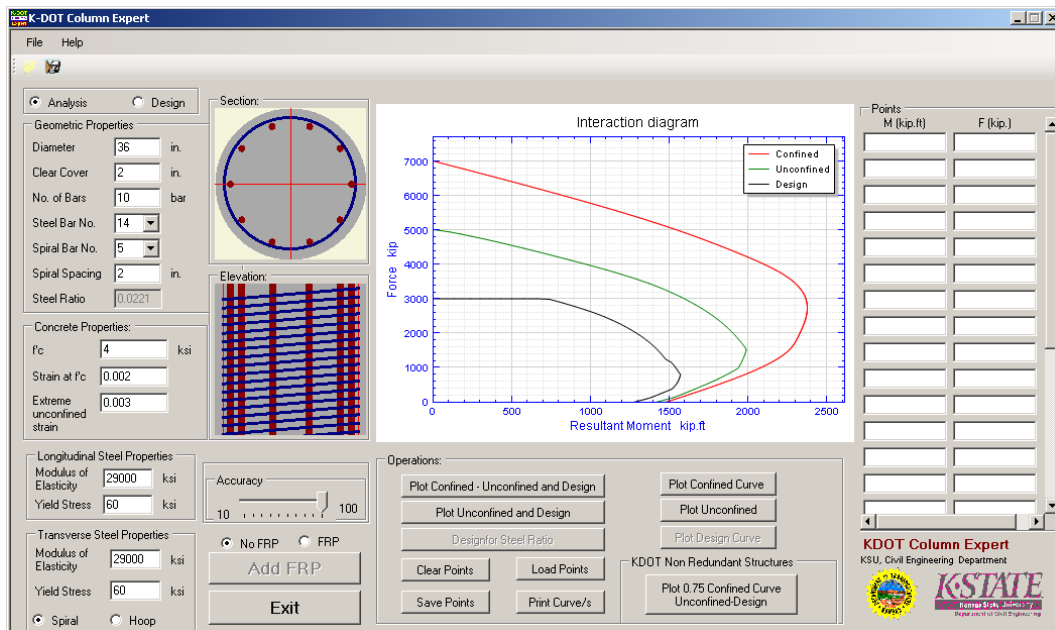 K-DOT Column Expert
File Help
Analysis Design
Geometric Properties
Diameter 36 in.
Clear Cover 2 in.
No. of Bars 10 bar
Steel Bar No. 14
Spiral Bar No. 5
Spiral Spacing 2 in.
Steel Ratio 0.0221
Concrete Properties:
f'c 4 ksi
Strain at f'c 0.002
Extreme unconfined strain 0.003
Longitudinal Steel Properties
Modulus of Elasticity 29000 ksi
Yield Stress 60 ksi
Transverse Steel Properties
Modulus of Elasticity 29000 ksi
Yield Stress 60 ksi
Spiral Hoop
Section:
Elevation:
Accuracy
10 100
No FRP FRP
Add FRP
Exit
Interaction diagram
Confined
Unconfined
Design
Force kip
7000
6000
5000
4000
3000
2000
1000
0
0 500 1000 1500 2000 2500
Resultant Moment kip.ft
Operations:
Plot Confined - Unconfined and Design
Plot Unconfined and Design
Designfor Steel Ratio
Clear Points Load Points
Save Points Print Curve/s
Plot Confined Curve
Plot Unconfined
Plot Design Curve
KDOT Non Redundant Structures
Plot 0.75 Confined Curve
Unconfined-Design
Points
M (kip.ft) F (kip.)
KDOT Column Expert
KSU, Civil Engineering Department
K-STATE
Kansas State University
Department of Civil Engineering